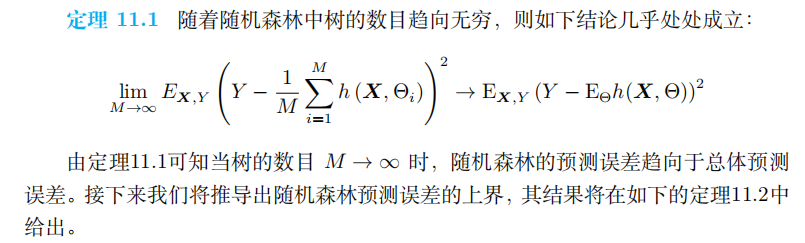 定理 11.1 随着随机森林中树的数目趋向无穷，则如下结论几乎处处成立：
\lim_{M \to \infty} E_{\boldsymbol{X},Y} \left( Y - \frac{1}{M} \sum_{i=1}^{M} h\left(\boldsymbol{X}, \Theta_i\right) \right)^2 \to \mathrm{E}_{\boldsymbol{X},Y} \left( Y - \mathrm{E}_{\Theta} h(\boldsymbol{X}, \Theta) \right)^2
由定理11.1可知当树的数目 M → ∞ 时，随机森林的预测误差趋向于总体预测
误差。接下来我们将推导出随机森林预测误差的上界，其结果将在如下的定理11.2中
给出。